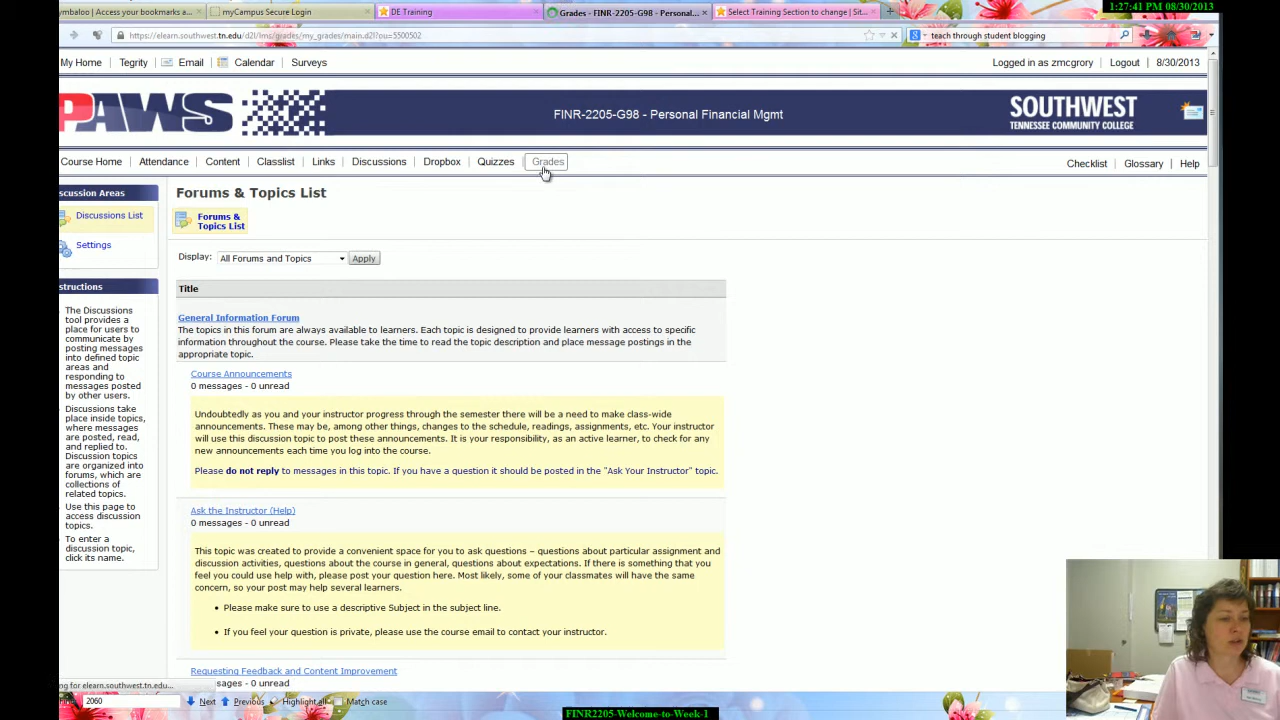 1:27:41 PM 08/30/2013
ymbaloo | Access your bookmarks a... × myCampus Secure Login × DE Training × Grades - FINR-2205-G98 - Personal... × Select Training Section to change | Sit... ×
https://elearn.southwest.tn.edu/d2l/lms/grades/my_grades/main.d2l?ou=5500502 teach through student blogging
My Home Tegrity Email Calendar Surveys Logged in as zmcgrory Logout 8/30/2013
PAWS FINR-2205-G98 - Personal Financial Mgmt SOUTHWEST
TENNESSEE COMMUNITY COLLEGE
Course Home Attendance Content Classlist Links Discussions Dropbox Quizzes Grades Checklist Glossary Help
scussion Areas
Discussions List
Settings
structions
The Discussions
tool provides a
place for users to
communicate by
posting messages
into defined topic
areas and
responding to
messages posted
by other users.
Discussions take
place inside topics,
where messages
are posted, read,
and replied to.
Discussion topics
are organized into
forums, which are
collections of
related topics.
Use this page to
access discussion
topics.
To enter a
discussion topic,
click its name.
Forums & Topics List
Forums &
Topics List
Display: All Forums and Topics Apply
Title
General Information Forum
The topics in this forum are always available to learners. Each topic is designed to provide learners with access to specific
information throughout the course. Please take the time to read the topic description and place message postings in the
appropriate topic.
Course Announcements
0 messages - 0 unread
Undoubtedly as you and your instructor progress through the semester there will be a need to make class-wide
announcements. These may be, among other things, changes to the schedule, readings, assignments, etc. Your instructor
will use this discussion topic to post these announcements. It is your responsibility, as an active learner, to check for any
new announcements each time you log into the course.
Please do not reply to messages in this topic. If you have a question it should be posted in the "Ask Your Instructor" topic.
Ask the Instructor (Help)
0 messages - 0 unread
This topic was created to provide a convenient space for you to ask questions – questions about particular assignment and
discussion activities, questions about the course in general, questions about expectations. If there is something that you
feel you could use help with, please post your question here. Most likely, some of your classmates will have the same
concern, so your post may help several learners.
• Please make sure to use a descriptive Subject in the subject line.
• If you feel your question is private, please use the course email to contact your instructor.
Requesting Feedback and Content Improvement
ssages - 0 unread
ng for elearn.southwest.tn.edu...
2060 Next Previous Highlight all Match case
FINR2205-Welcome-to-Week-1